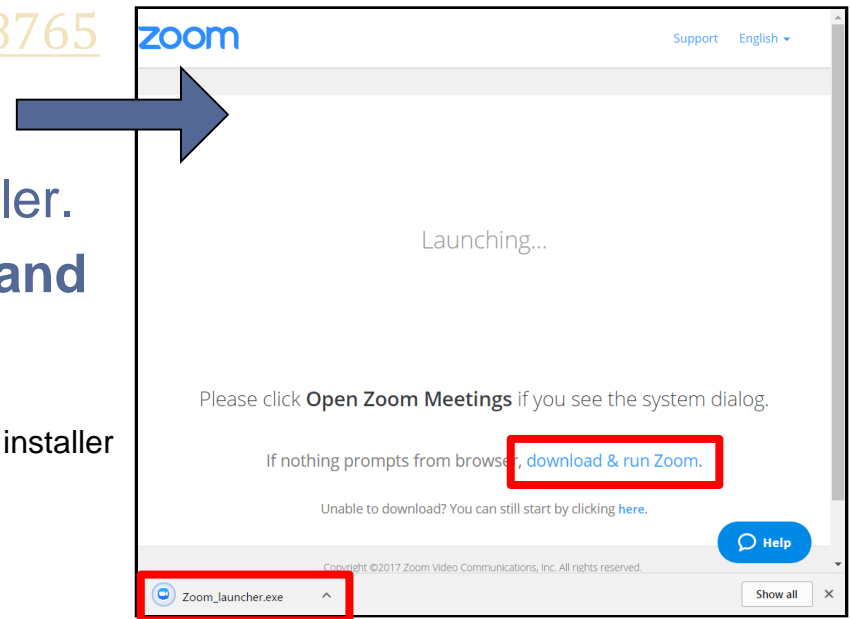 8765
ler.
and
installer
zoom
Support English
Launching...
Please click Open Zoom Meetings if you see the system dialog.
If nothing prompts from browser, download & run Zoom.
Unable to download? You can still start by clicking here.
Help
Copyright ©2017 Zoom Video Communications, Inc. All rights reserved.
Zoom_launcher.exe
Show all